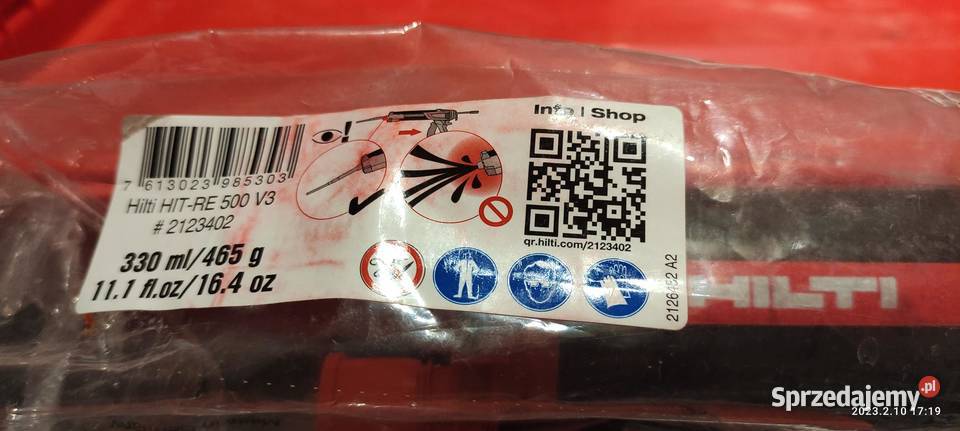 Info | Shop
7 613023 985303
Hilti HIT-RE 500 V3
# 2123402
330 ml/465 g
11.1 fl.oz/16.4 oz
qr.hilti.com/2123402
A2
HILTI
Sprzedajemy.pl
2023.2.10 17:19